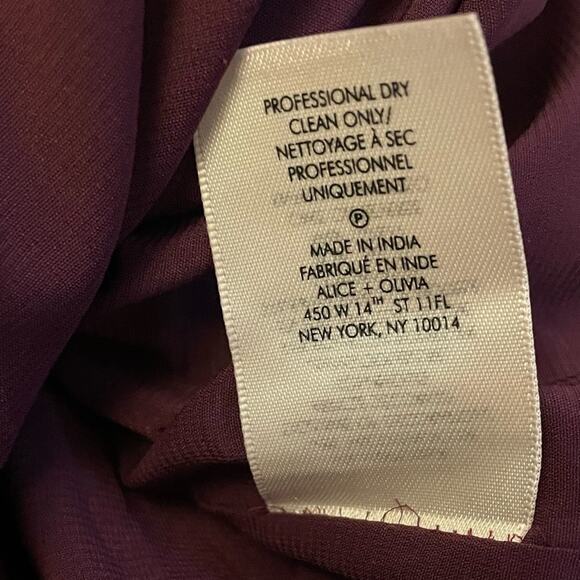 PROFESSIONAL DRY
CLEAN ONLY/
NETTOYAGE À SEC
PROFESSIONNEL
UNIQUEMENT
Ⓟ
MADE IN INDIA
FABRIQUÉ EN INDE
ALICE + OLIVIA
450 W 14TH ST 11FL
NEW YORK, NY 10014